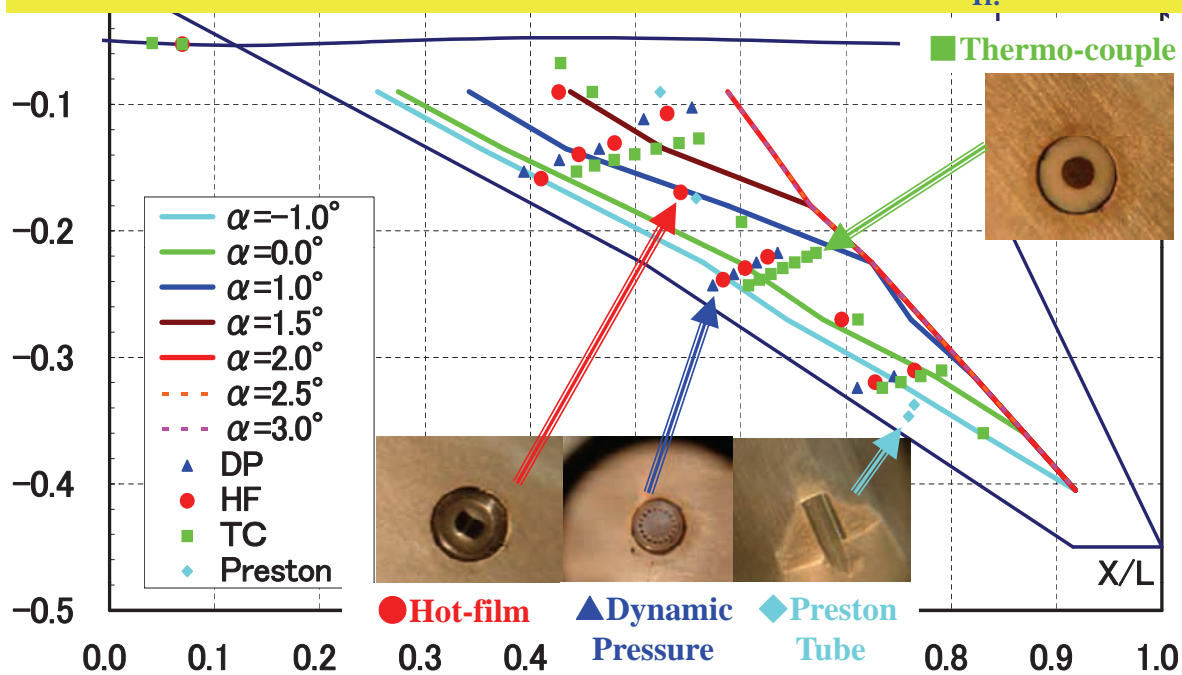 Thermo-couple
−0.1
−0.2
−0.3
−0.4
−0.5
α=−1.0°
α=0.0°
α=1.0°
α=1.5°
α=2.0°
α=2.5°
α=3.0°
DP
HF
TC
Preston
X/L
Hot-film
Dynamic
Pressure
Preston
Tube
0.0 0.1 0.2 0.3 0.4 0.8 0.9 1.0